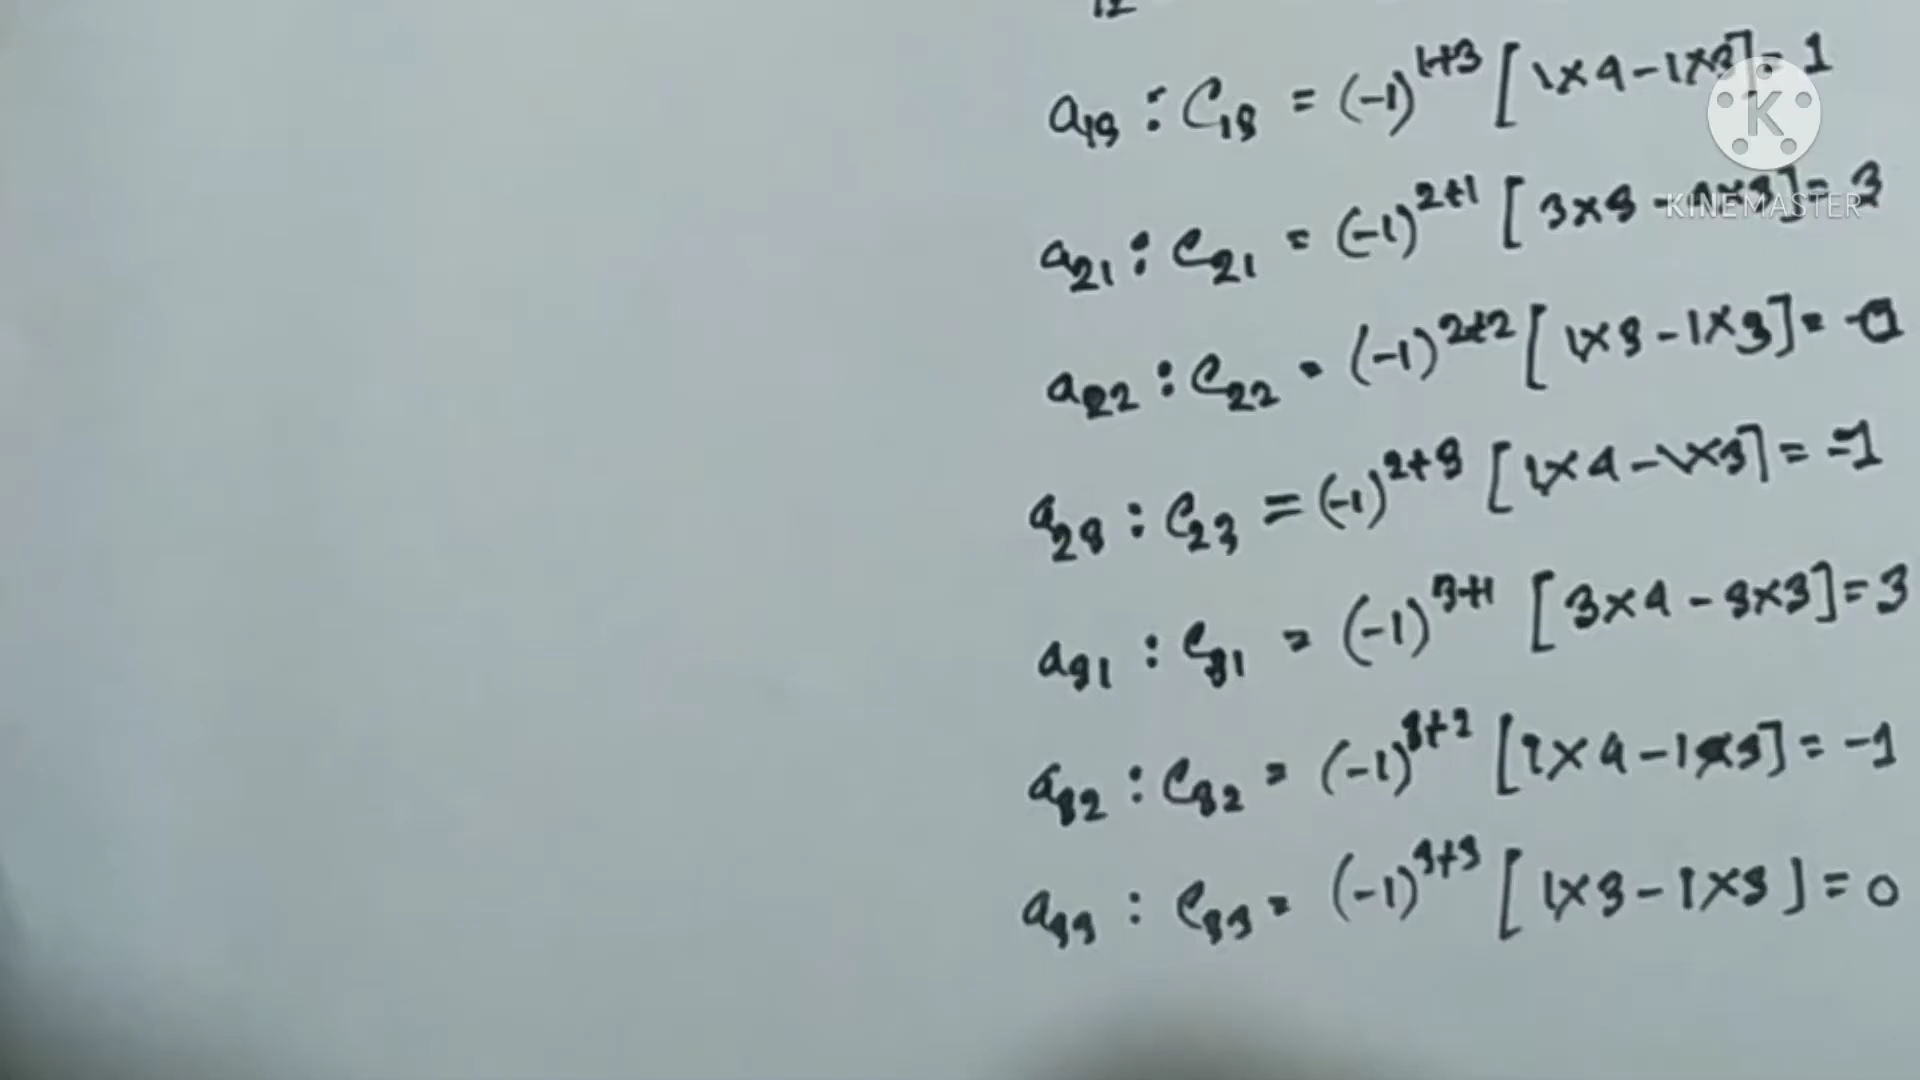 12
a₁₃ : C₁₃ = (-1)¹⁺³ [1×4-1×3] = 1
K
a₂₁ : C₂₁ = (-1)²⁺¹ [3×3 - 4×3] = 3
KINEMASTER
a₂₂ : C₂₂ = (-1)²⁺² [1×3-1×3] = -0
a₂₃ : C₂₃ = (-1)²⁺³ [1×4-1×3] = -1
a₃₁ : C₃₁ = (-1)³⁺¹ [3×4 - 3×3] = 3
a₃₂ : C₃₂ = (-1)³⁺² [1×4-1×3] = -1
a₃₃ : C₃₃ = (-1)³⁺³ [1×3-1×3] = 0